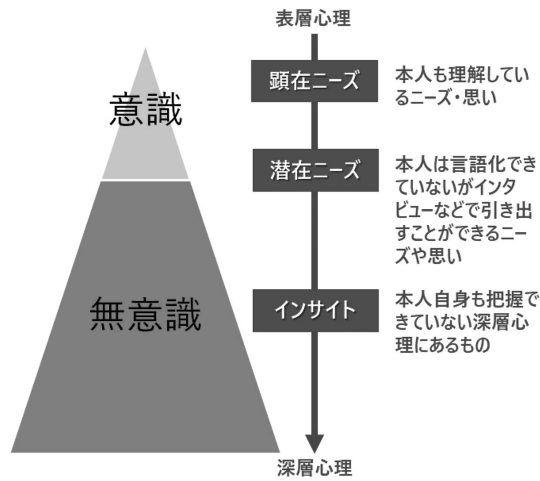 表層心理
顕在ニーズ
本人も理解してい
るニーズ・思い
意識
潜在ニーズ
本人は言語化でき
ていないがインタ
ビューなどで引き出
すことができるニー
ズや思い
無意識
インサイト
本人自身も把握で
きていない深層心
理にあるもの
深層心理